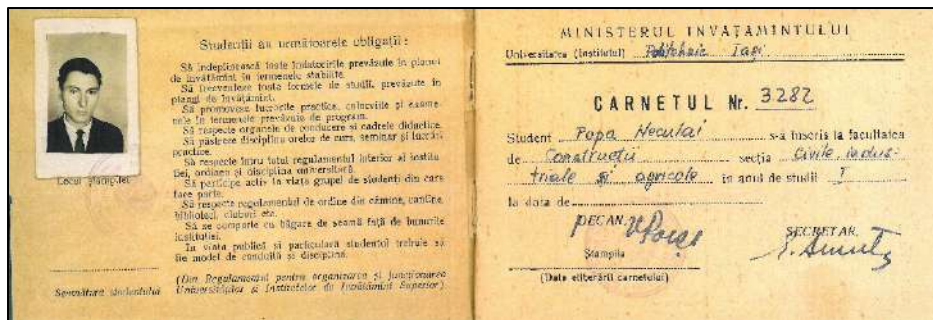 Studenții au următoarele obligații:
Să îndeplinească toate îndatoririle prevăzute în planul
de învățămînt în termenele stabilite.
Să frecventeze toate formele de studii, prevăzute în
planul de învățămînt.
Să promoveze lucrările practice, colocviile și exame-
nele în termenele prevăzute de program.
Să respecte organele de conducere și cadrele didactice.
Să păstreze disciplina orelor de curs, seminar și lucrări
practice.
Să respecte întru totul regulamentul interior al institu-
ției, ordinea și disciplina universitară.
Să participe activ la viața grupei de studenți din care
face parte.
Să respecte regulamentul de ordine din cămine, cantine,
biblioteci, cluburi etc.
Să se comporte cu băgare de seamă față de bunurile
instituției.
În viața publică și particulară studentul trebuie să
fie model de conduită și disciplină.
(Din Regulamentul pentru organizarea și funcționarea
Universităților și Institutelor de Învățămînt Superior)
Locul ștampilei
Semnătura studentului
MINISTERUL INVĂȚAMINTULUI
Universitatea (Institutul) Politehnic Iași
CARNETUL Nr. 3282
Student Popa Neculai s-a înscris la facultatea
de Construcții secția Civile, indus-
triale și agricole în anul de studii I
la data de
DECAN, SECRETAR,
Ștampila
(Data eliberării carnetului)